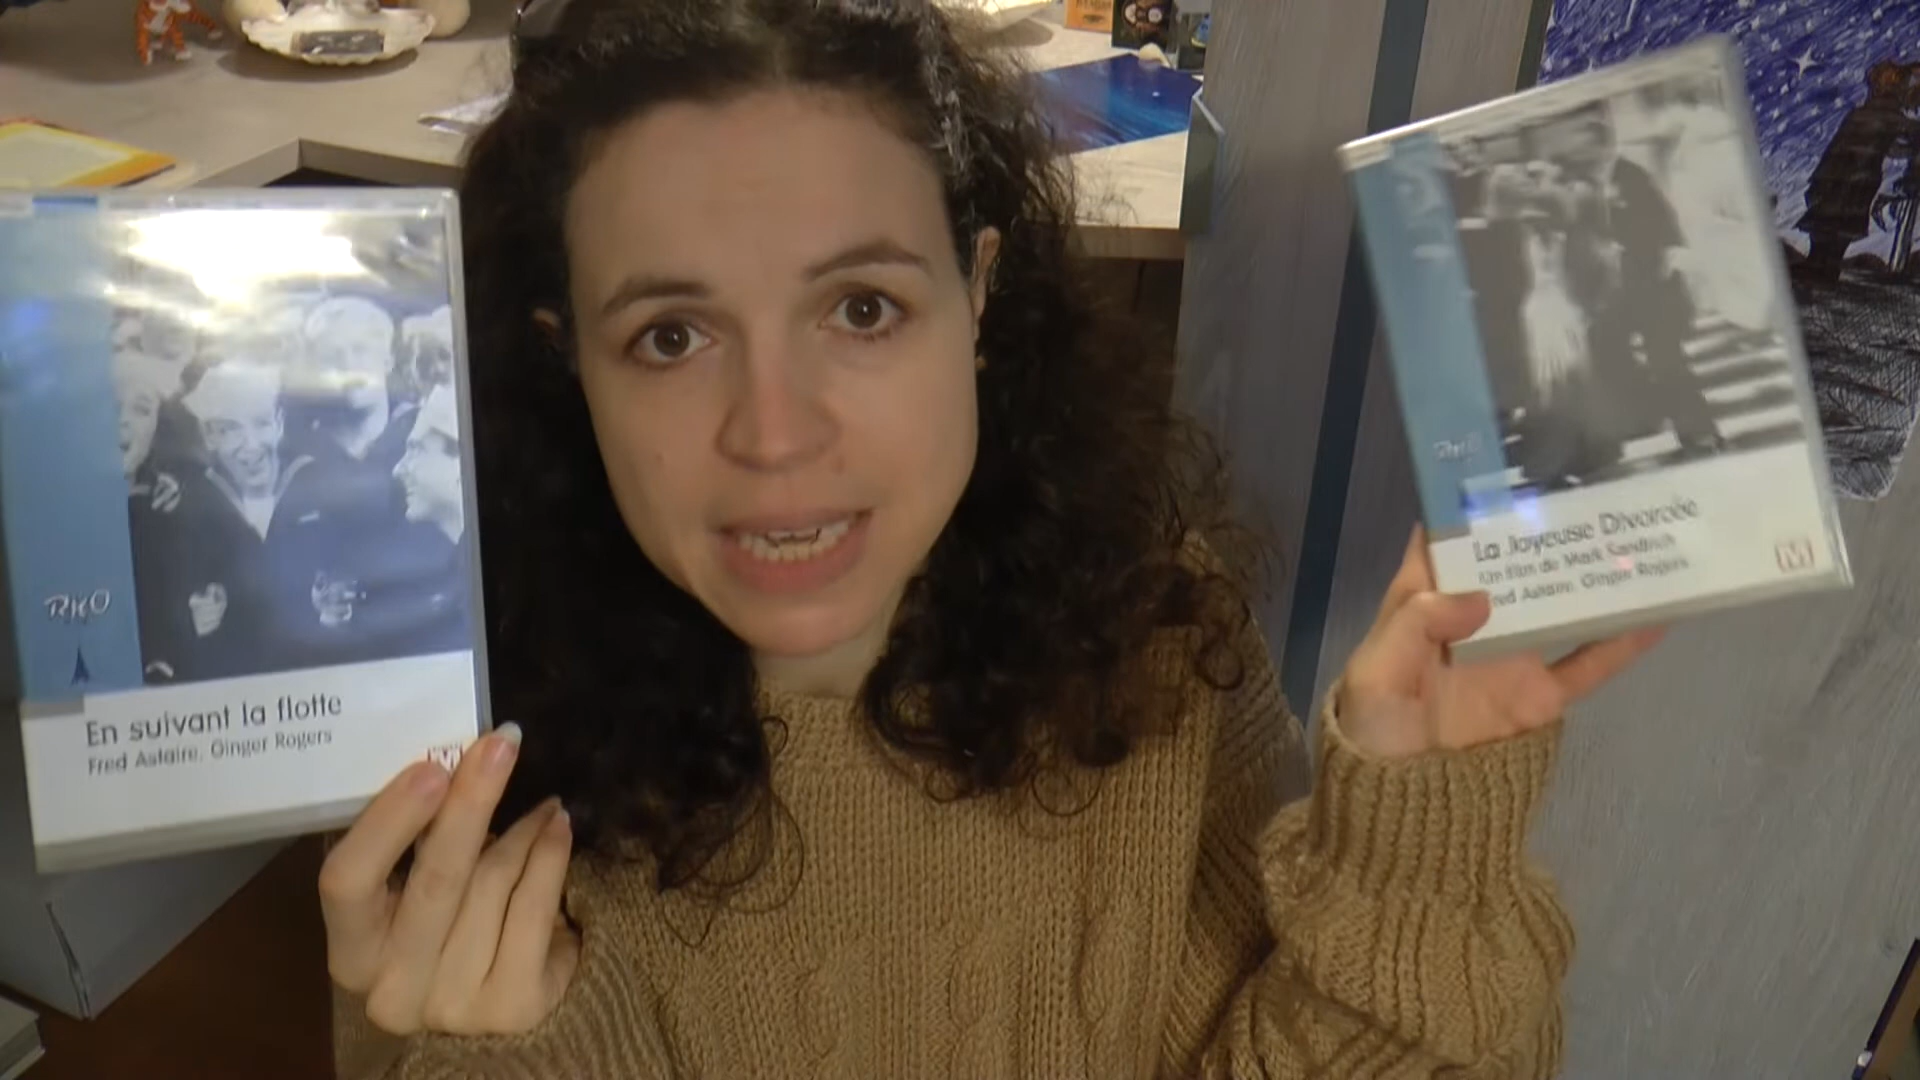 RKO
En suivant la flotte
Fred Astaire, Ginger Rogers
RKO
La Joyeuse Divorcée
Un film de Mark Sandrich
Fred Astaire, Ginger Rogers